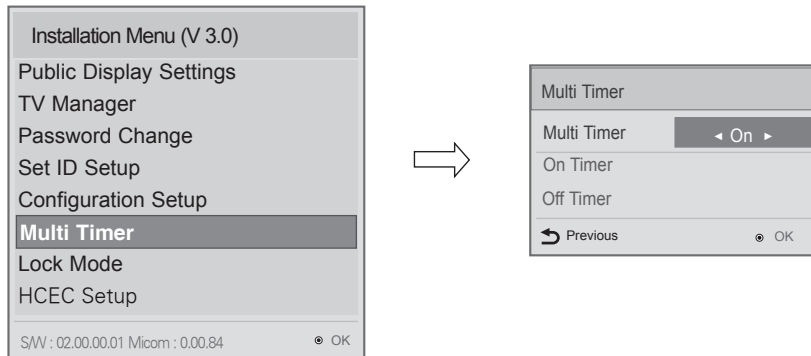 Installation Menu (V 3.0)
Public Display Settings
TV Manager
Password Change
Set ID Setup
Configuration Setup
Multi Timer
Lock Mode
HCEC Setup
S/W : 02.00.00.01 Micom : 0.00.84 ◉ OK
Multi Timer
Multi Timer ◄ On ►
On Timer
Off Timer
Previous ◉ OK